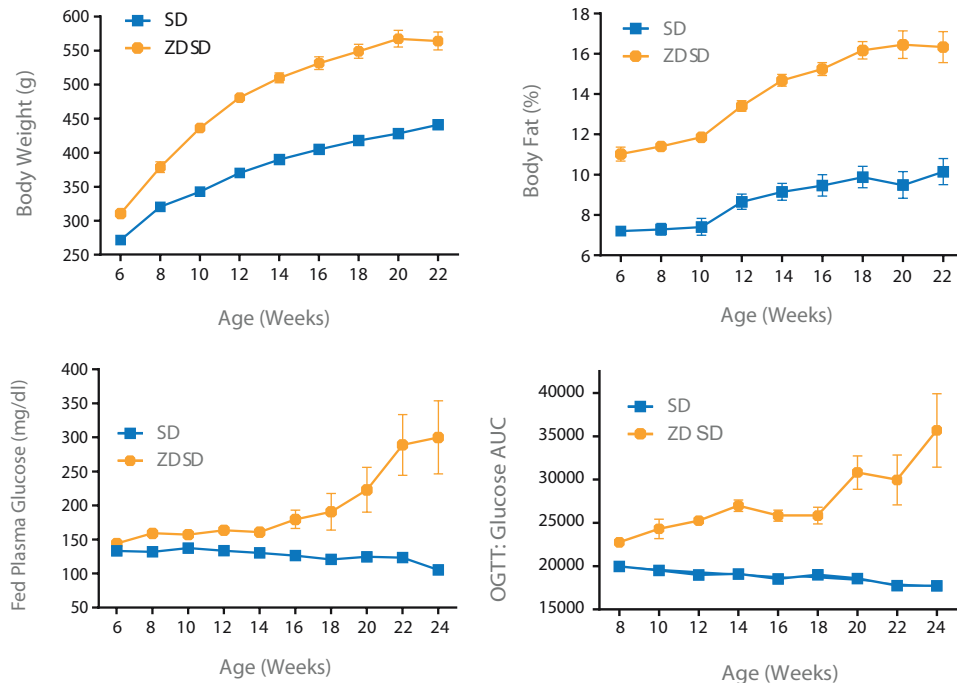 Body Weight (g)
600
550
500
450
400
350
300
250
SD
ZDSD
6 8 10 12 14 16 18 20 22
Age (Weeks)
Body Fat (%)
18
16
14
12
10
8
6
SD
ZDSD
6 8 10 12 14 16 18 20 22
Age (Weeks)
Fed Plasma Glucose (mg/dl)
400
350
300
250
200
150
100
50
SD
ZDSD
6 8 10 12 14 16 18 20 22 24
Age (Weeks)
OGTT: Glucose AUC
40000
35000
30000
25000
20000
15000
SD
ZD SD
8 10 12 14 16 18 20 22 24
Age (Weeks)